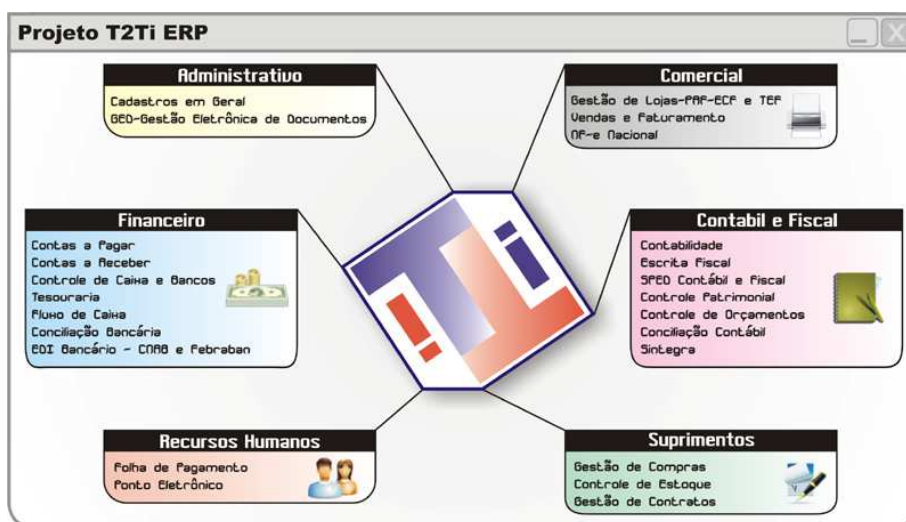 Projeto T2Ti ERP
Administrativo
Cadastros em Geral
GED-Gestão Eletrônica de Documentos
Comercial
Gestão de Lojas-PAF-ECF e TEF
Vendas e Faturamento
NF-e Nacional
Financeiro
Contas a Pagar
Contas a Receber
Controle de Caixa e Bancos
Tesouraria
Fluxo de Caixa
Conciliação Bancária
EDI Bancário - CNAB e Febraban
Contabil e Fiscal
Contabilidade
Escrita Fiscal
SPED Contábil e Fiscal
Controle Patrimonial
Controle de Orçamentos
Conciliação Contábil
Sintegra
Recursos Humanos
Folha de Pagamento
Ponto Eletrônico
Suprimentos
Gestão de Compras
Controle de Estoque
Gestão de Contratos